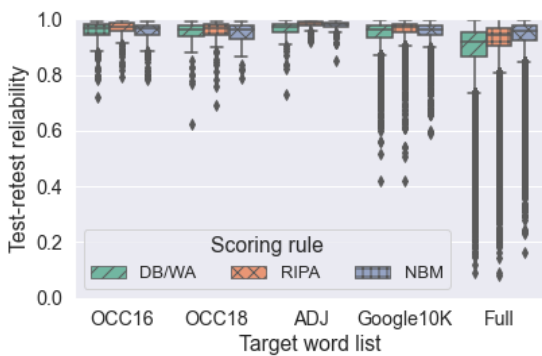 Test-retest reliability
1.0
0.8
0.6
0.4
0.2
0.0
Scoring rule
DB/WA RIPA NBM
OCC16 OCC18 ADJ Google10K Full
Target word list